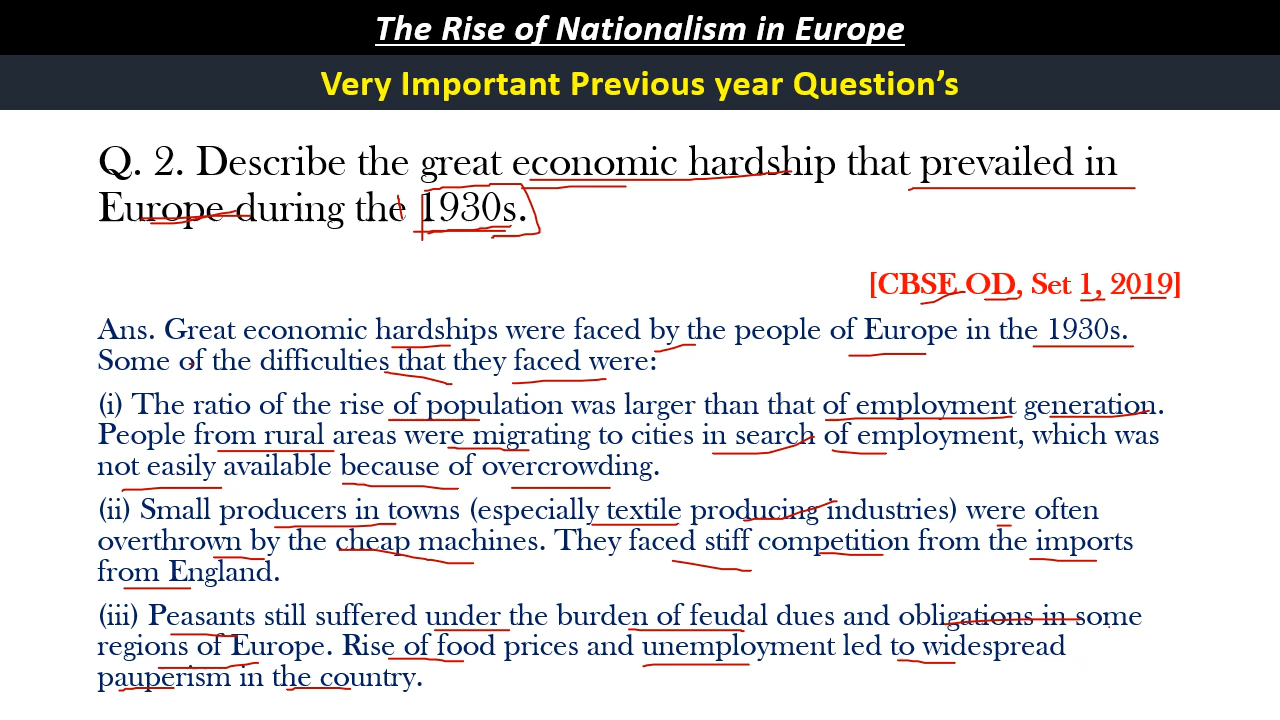 The Rise of Nationalism in Europe
Very Important Previous year Question’s
Q. 2. Describe the great economic hardship that prevailed in
Europe during the 1930s.
[CBSE OD, Set 1, 2019]
Ans. Great economic hardships were faced by the people of Europe in the 1930s.
Some of the difficulties that they faced were:
(i) The ratio of the rise of population was larger than that of employment generation.
People from rural areas were migrating to cities in search of employment, which was
not easily available because of overcrowding.
(ii) Small producers in towns (especially textile producing industries) were often
overthrown by the cheap machines. They faced stiff competition from the imports
from England.
(iii) Peasants still suffered under the burden of feudal dues and obligations in some
regions of Europe. Rise of food prices and unemployment led to widespread
pauperism in the country.